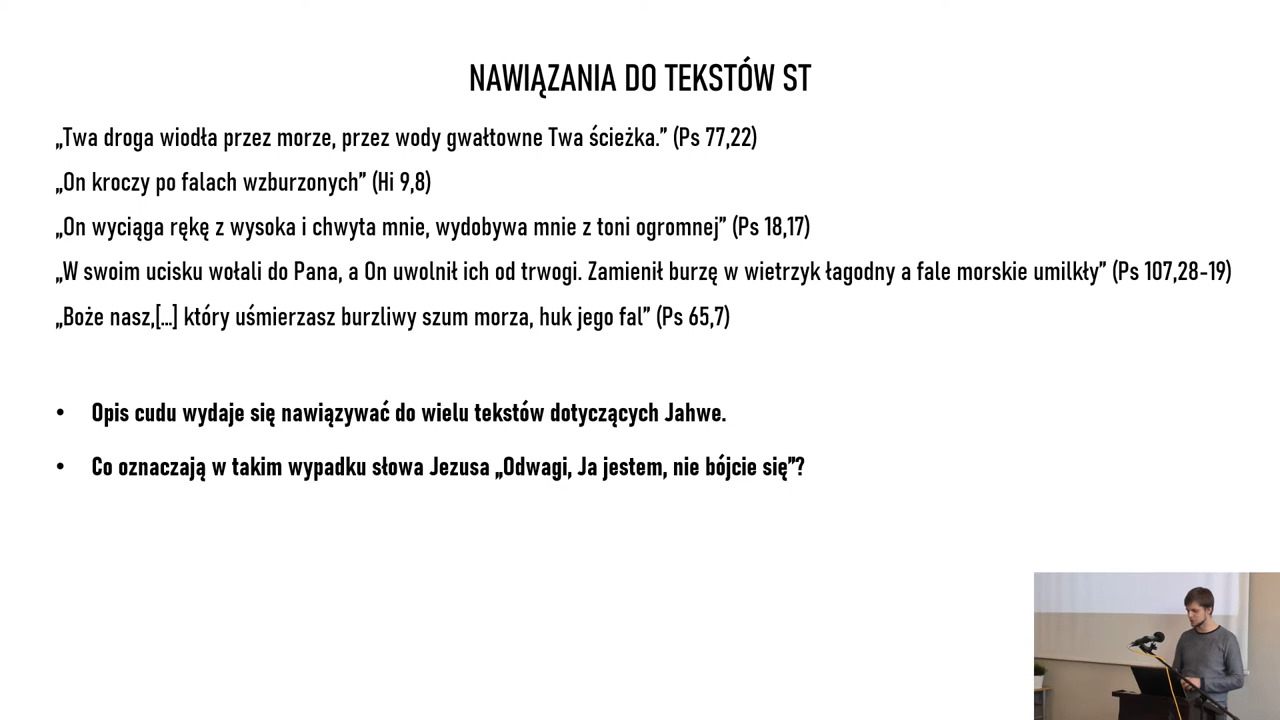 NAWIĄZANIA DO TEKSTÓW ST
„Twa droga wiodła przez morze, przez wody gwałtowne Twa ścieżka.” (Ps 77,22)
„On kroczy po falach wzburzonych” (Hi 9,8)
„On wyciąga rękę z wysoka i chwyta mnie, wydobywa mnie z toni ogromnej” (Ps 18,17)
„W swoim ucisku wołali do Pana, a On uwolnił ich od trwogi. Zamienił burzę w wietrzyk łagodny a fale morskie umilkły” (Ps 107,28-19)
„Boże nasz,[…] który uśmierzasz burzliwy szum morza, huk jego fal” (Ps 65,7)
• Opis cudu wydaje się nawiązywać do wielu tekstów dotyczących Jahwe.
• Co oznaczają w takim wypadku słowa Jezusa „Odwagi, Ja jestem, nie bójcie się”?